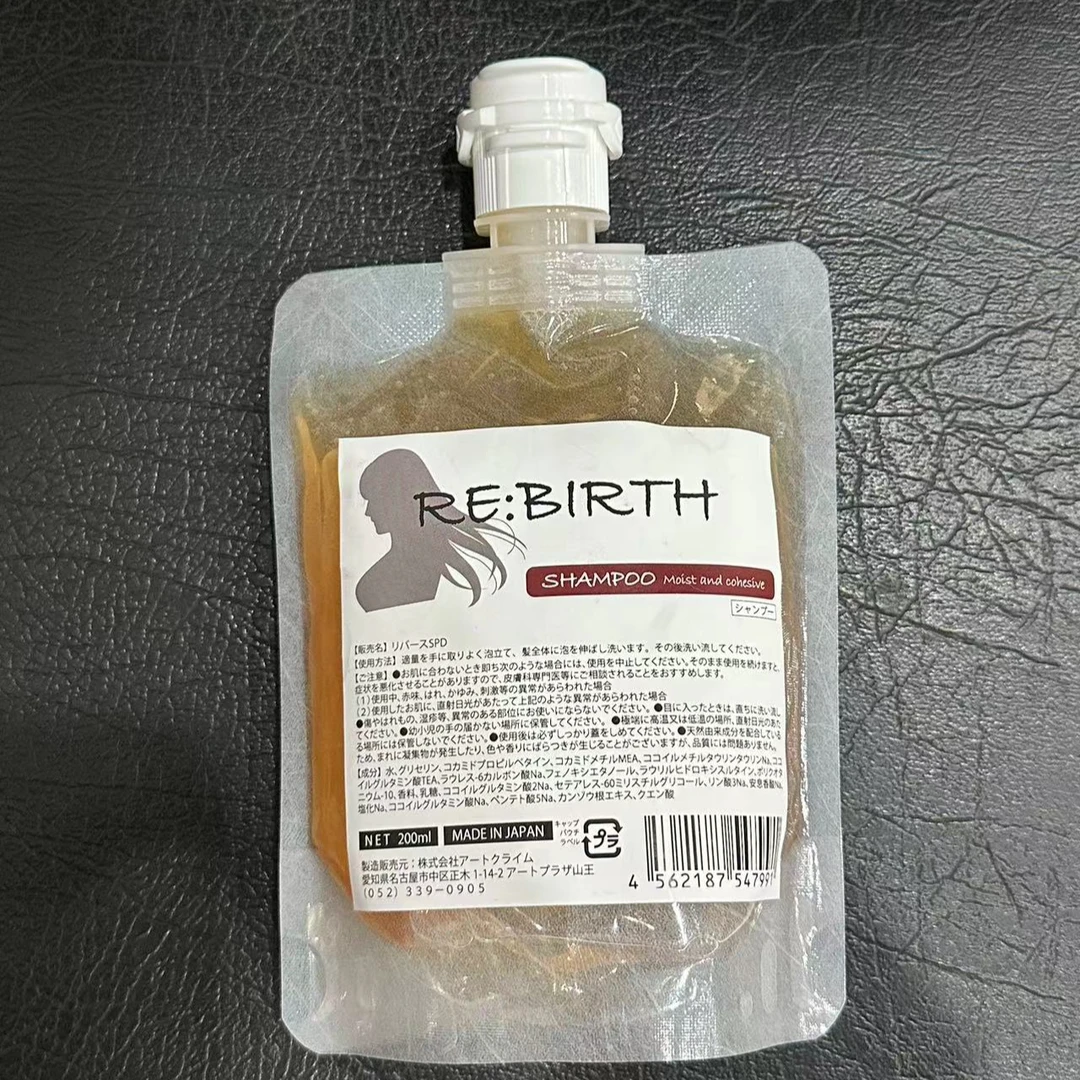 RE:BIRTH
SHAMPOO Moist and cohesive
シャンプー
【販売名】リバースSPD
【使用方法】適量を手に取りよく泡立て、髪全体に泡を伸ばし洗います。その後洗い流してください。
【ご注意】●お肌に合わないとき即ち次のような場合には、使用を中止してください。そのまま使用を続けますと、
症状を悪化させることがありますので、皮膚科専門医等にご相談されることをおすすめします。
(1)使用中、赤味、はれ、かゆみ、刺激等の異常があらわれた場合
(2)使用したお肌に、直射日光があたって上記のような異常があらわれた場合
●傷やはれもの、湿疹等、異常のある部位にお使いにならないでください。●目に入ったときは、直ちに洗い流し
てください。●幼小児の手の届かない場所に保管してください。●極端に高温又は低温の場所、直射日光のあた
る場所には保管しないでください。●使用後は必ずしっかり蓋をしめてください。●天然由来成分を配合している
ため、まれに凝集物が発生したり、色や香りにばらつきが生じることがございますが、品質には問題ありません。
【成分】水、グリセリン、コカミドプロピルベタイン、コカミドメチルMEA、ココイルメチルタウリンタウリンNa、ココ
イルグルタミン酸TEA、ラウレス-6カルボン酸Na、フェノキシエタノール、ラウリルヒドロキシスルタイン、ポリクオタ
ニウム-10、香料、乳糖、ココイルグルタミン酸2Na、セテアレス-60ミリスチルグリコール、リン酸3Na、安息香酸Na、
塩化Na、ココイルグルタミン酸Na、ペンテト酸5Na、カンゾウ根エキス、クエン酸
NET 200ml MADE IN JAPAN
キャップ
パウチ
ラベル
プラ
製造販売元：株式会社アートクライム
愛知県名古屋市中区正木 1-14-2 アートプラザ山王
(052) 339-0905
4 562187 547991